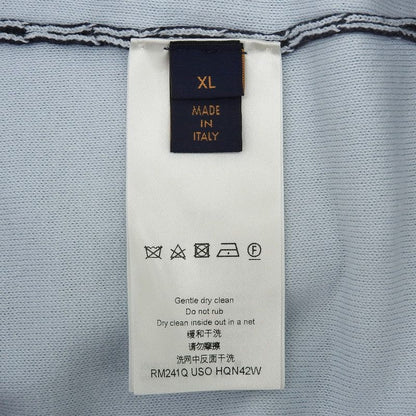 XL
MADE
IN
ITALY
Gentle dry clean
Do not rub
Dry clean inside out in a net
缓和干洗
请勿摩擦
洗网中反面干洗
RM241Q USO HQN42W